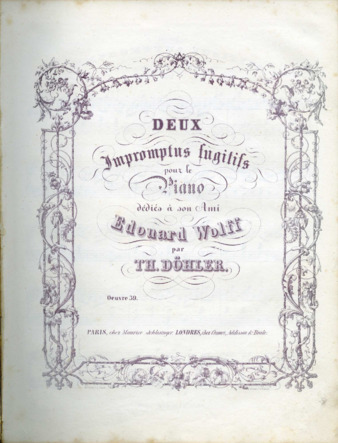 DEUX
Impromptus fugitifs
pour le
Piano
dédiés à son Ami
Edouard Wolff
par
TH. DÖHLER.
Oeuvre 39.
PARIS, chez Maurice Schlesinger LONDRES, chez Cramer, Addison & Beale